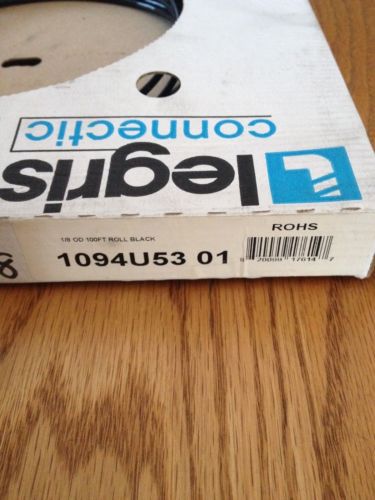 legris
connectic
1/8 OD 100FT ROLL BLACK
ROHS
1094U53 01